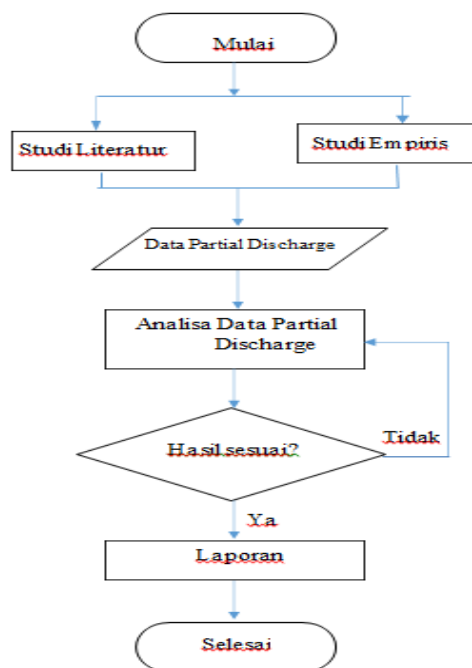 Mulai
Studi Literatur
Studi Empiris
Data Partial Discharge
Analisa Data Partial
Discharge
Hasil sesuai?
Tidak
Ya
Laporan
Selesai